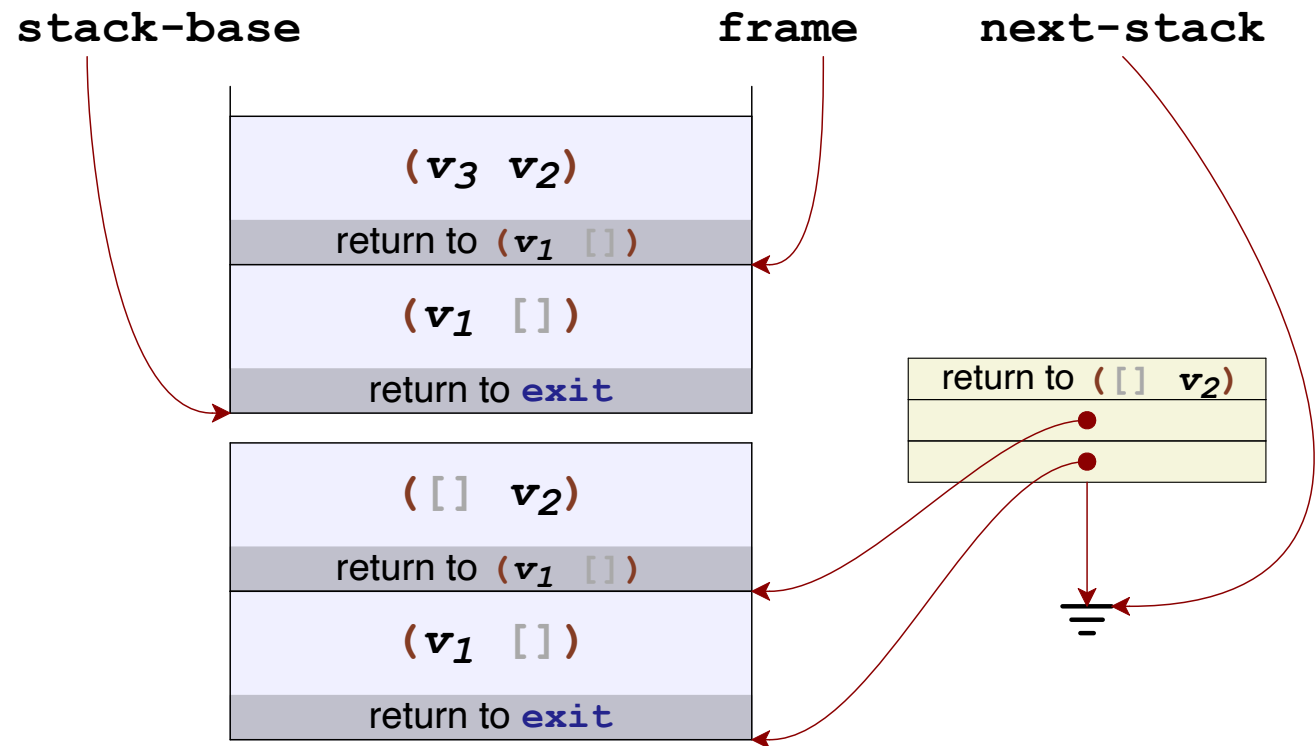 stack-base frame next-stack
(v₃ v₂)
return to (v₁ [])
(v₁ [])
return to exit
return to ([] v₂)
([] v₂)
return to (v₁ [])
(v₁ [])
return to exit